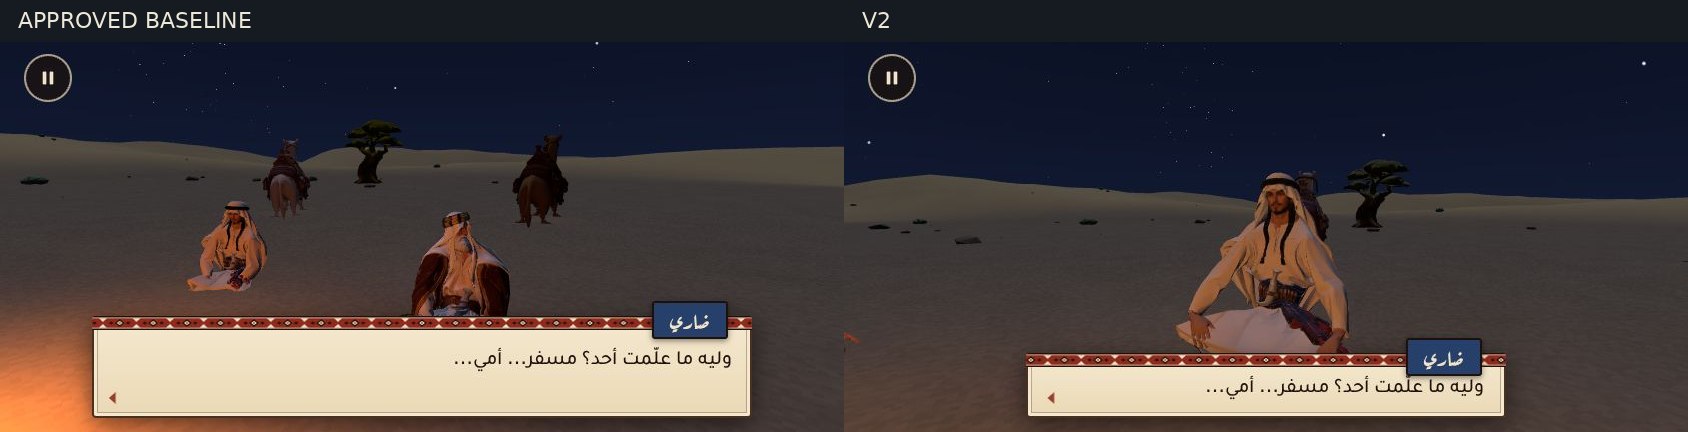 APPROVED BASELINE
ضاري
وليه ما علّمت أحد؟ مسفر... أمي...
V2
ضاري
وليه ما علّمت أحد؟ مسفر... أمي...